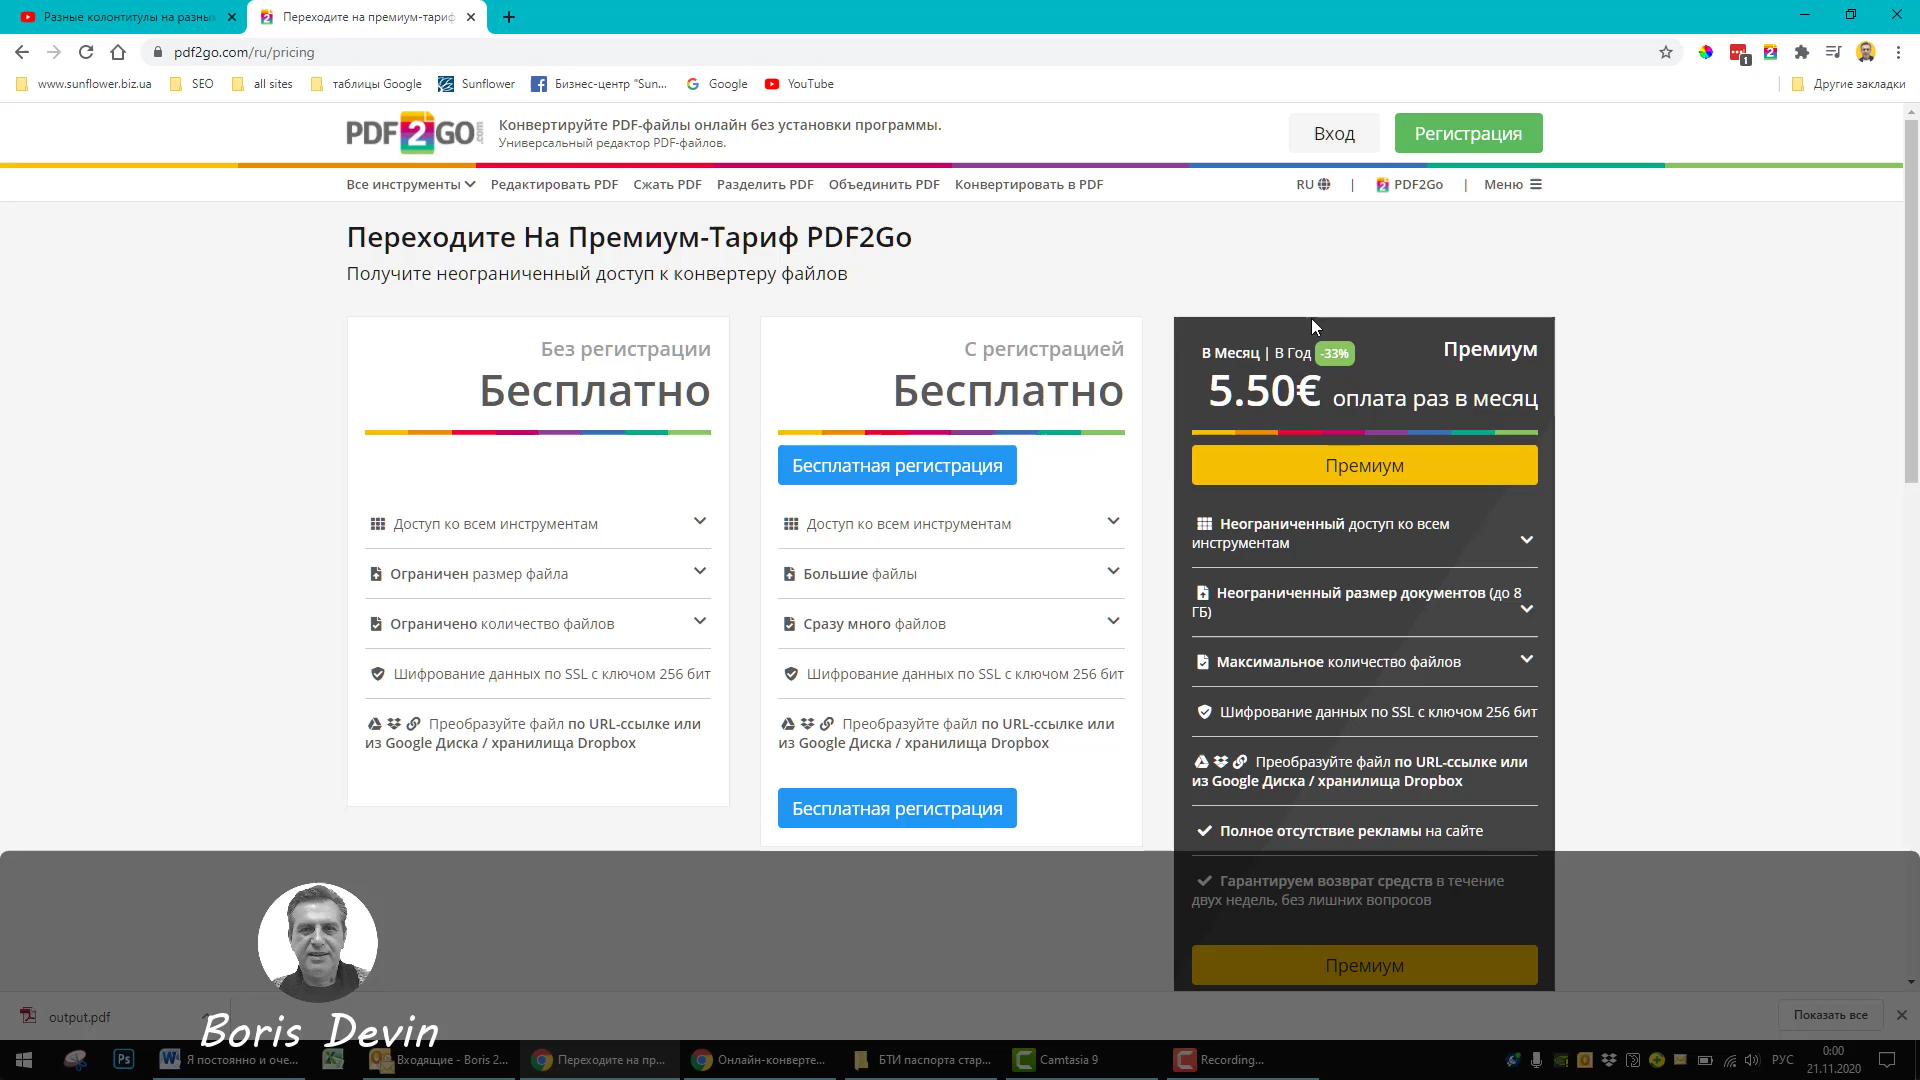 Разные колонтитулы на разных
Переходите на премиум-тариф
pdf2go.com/ru/pricing
1
www.sunflower.biz.ua
SEO
all sites
таблицы Google
Sunflower
Бизнес-центр "Sun...
Google
YouTube
Другие закладки
PDF2GO
Конвертируйте PDF-файлы онлайн без установки программы.
Универсальный редактор PDF-файлов.
Вход
Регистрация
Все инструменты
Редактировать PDF
Сжать PDF
Разделить PDF
Объединить PDF
Конвертировать в PDF
RU
|
PDF2Go
|
Меню
Переходите На Премиум-Тариф PDF2Go
Получите неограниченный доступ к конвертеру файлов
Без регистрации
Бесплатно
Доступ ко всем инструментам
Ограничен размер файла
Ограничено количество файлов
Шифрование данных по SSL с ключом 256 бит
Преобразуйте файл по URL-ссылке или
из Google Диска / хранилища Dropbox
С регистрацией
Бесплатно
Бесплатная регистрация
Доступ ко всем инструментам
Большие файлы
Сразу много файлов
Шифрование данных по SSL с ключом 256 бит
Преобразуйте файл по URL-ссылке или
из Google Диска / хранилища Dropbox
Бесплатная регистрация
В Месяц | В Год -33%
Премиум
5.50€ оплата раз в месяц
Премиум
Неограниченный доступ ко всем
инструментам
Неограниченный размер документов (до 8
ГБ)
Максимальное количество файлов
Шифрование данных по SSL с ключом 256 бит
Преобразуйте файл по URL-ссылке или
из Google Диска / хранилища Dropbox
Полное отсутствие рекламы на сайте
Гарантируем возврат средств в течение
двух недель, без лишних вопросов
Премиум
output.pdf
Boris Devin
Показать все
Ps
Я постоянно и оче...
Входящие - Boris 2...
Переходите на пр...
Онлайн-конверте...
БТИ паспорта стар...
Camtasia 9
Recording...
РУС
0:00
21.11.2020